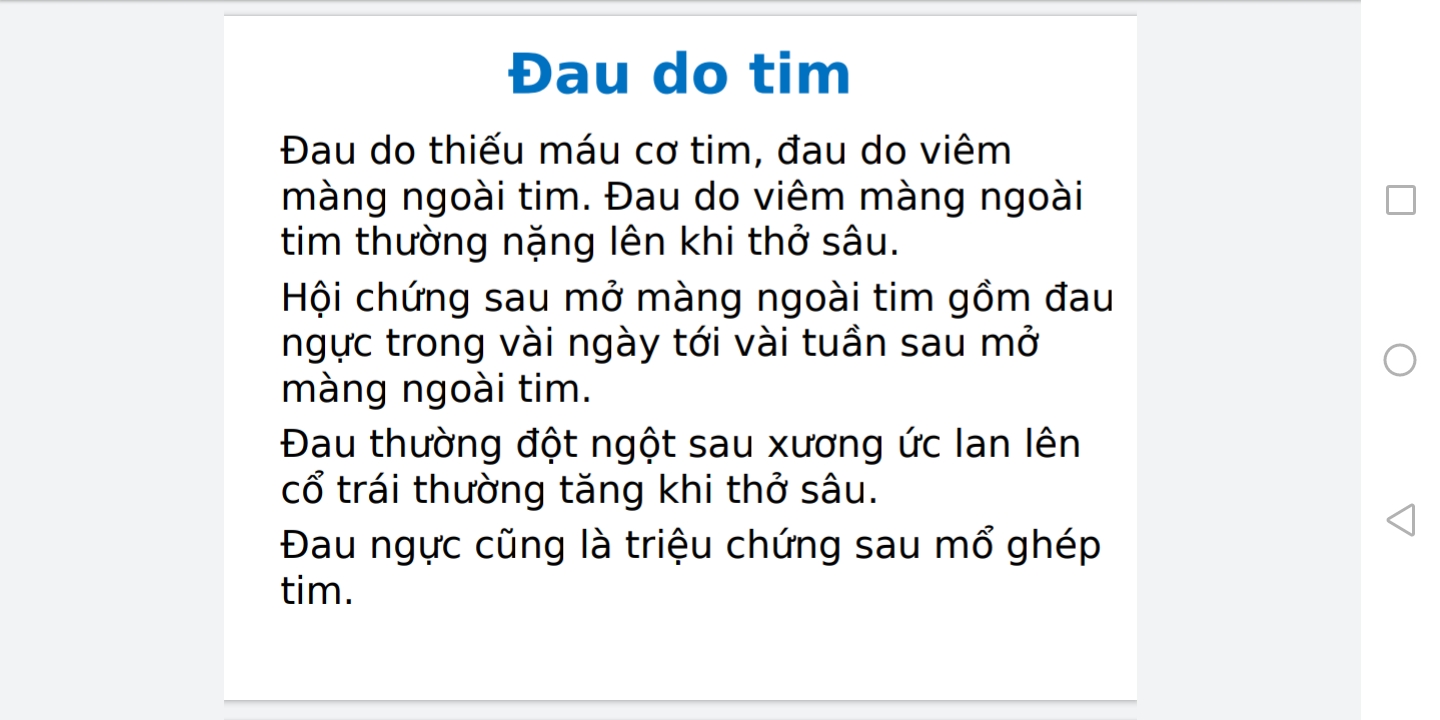 Đau do tim
Đau do thiếu máu cơ tim, đau do viêm
màng ngoài tim. Đau do viêm màng ngoài
tim thường nặng lên khi thở sâu.
Hội chứng sau mở màng ngoài tim gồm đau
ngực trong vài ngày tới vài tuần sau mở
màng ngoài tim.
Đau thường đột ngột sau xương ức lan lên
cổ trái thường tăng khi thở sâu.
Đau ngực cũng là triệu chứng sau mổ ghép
tim.